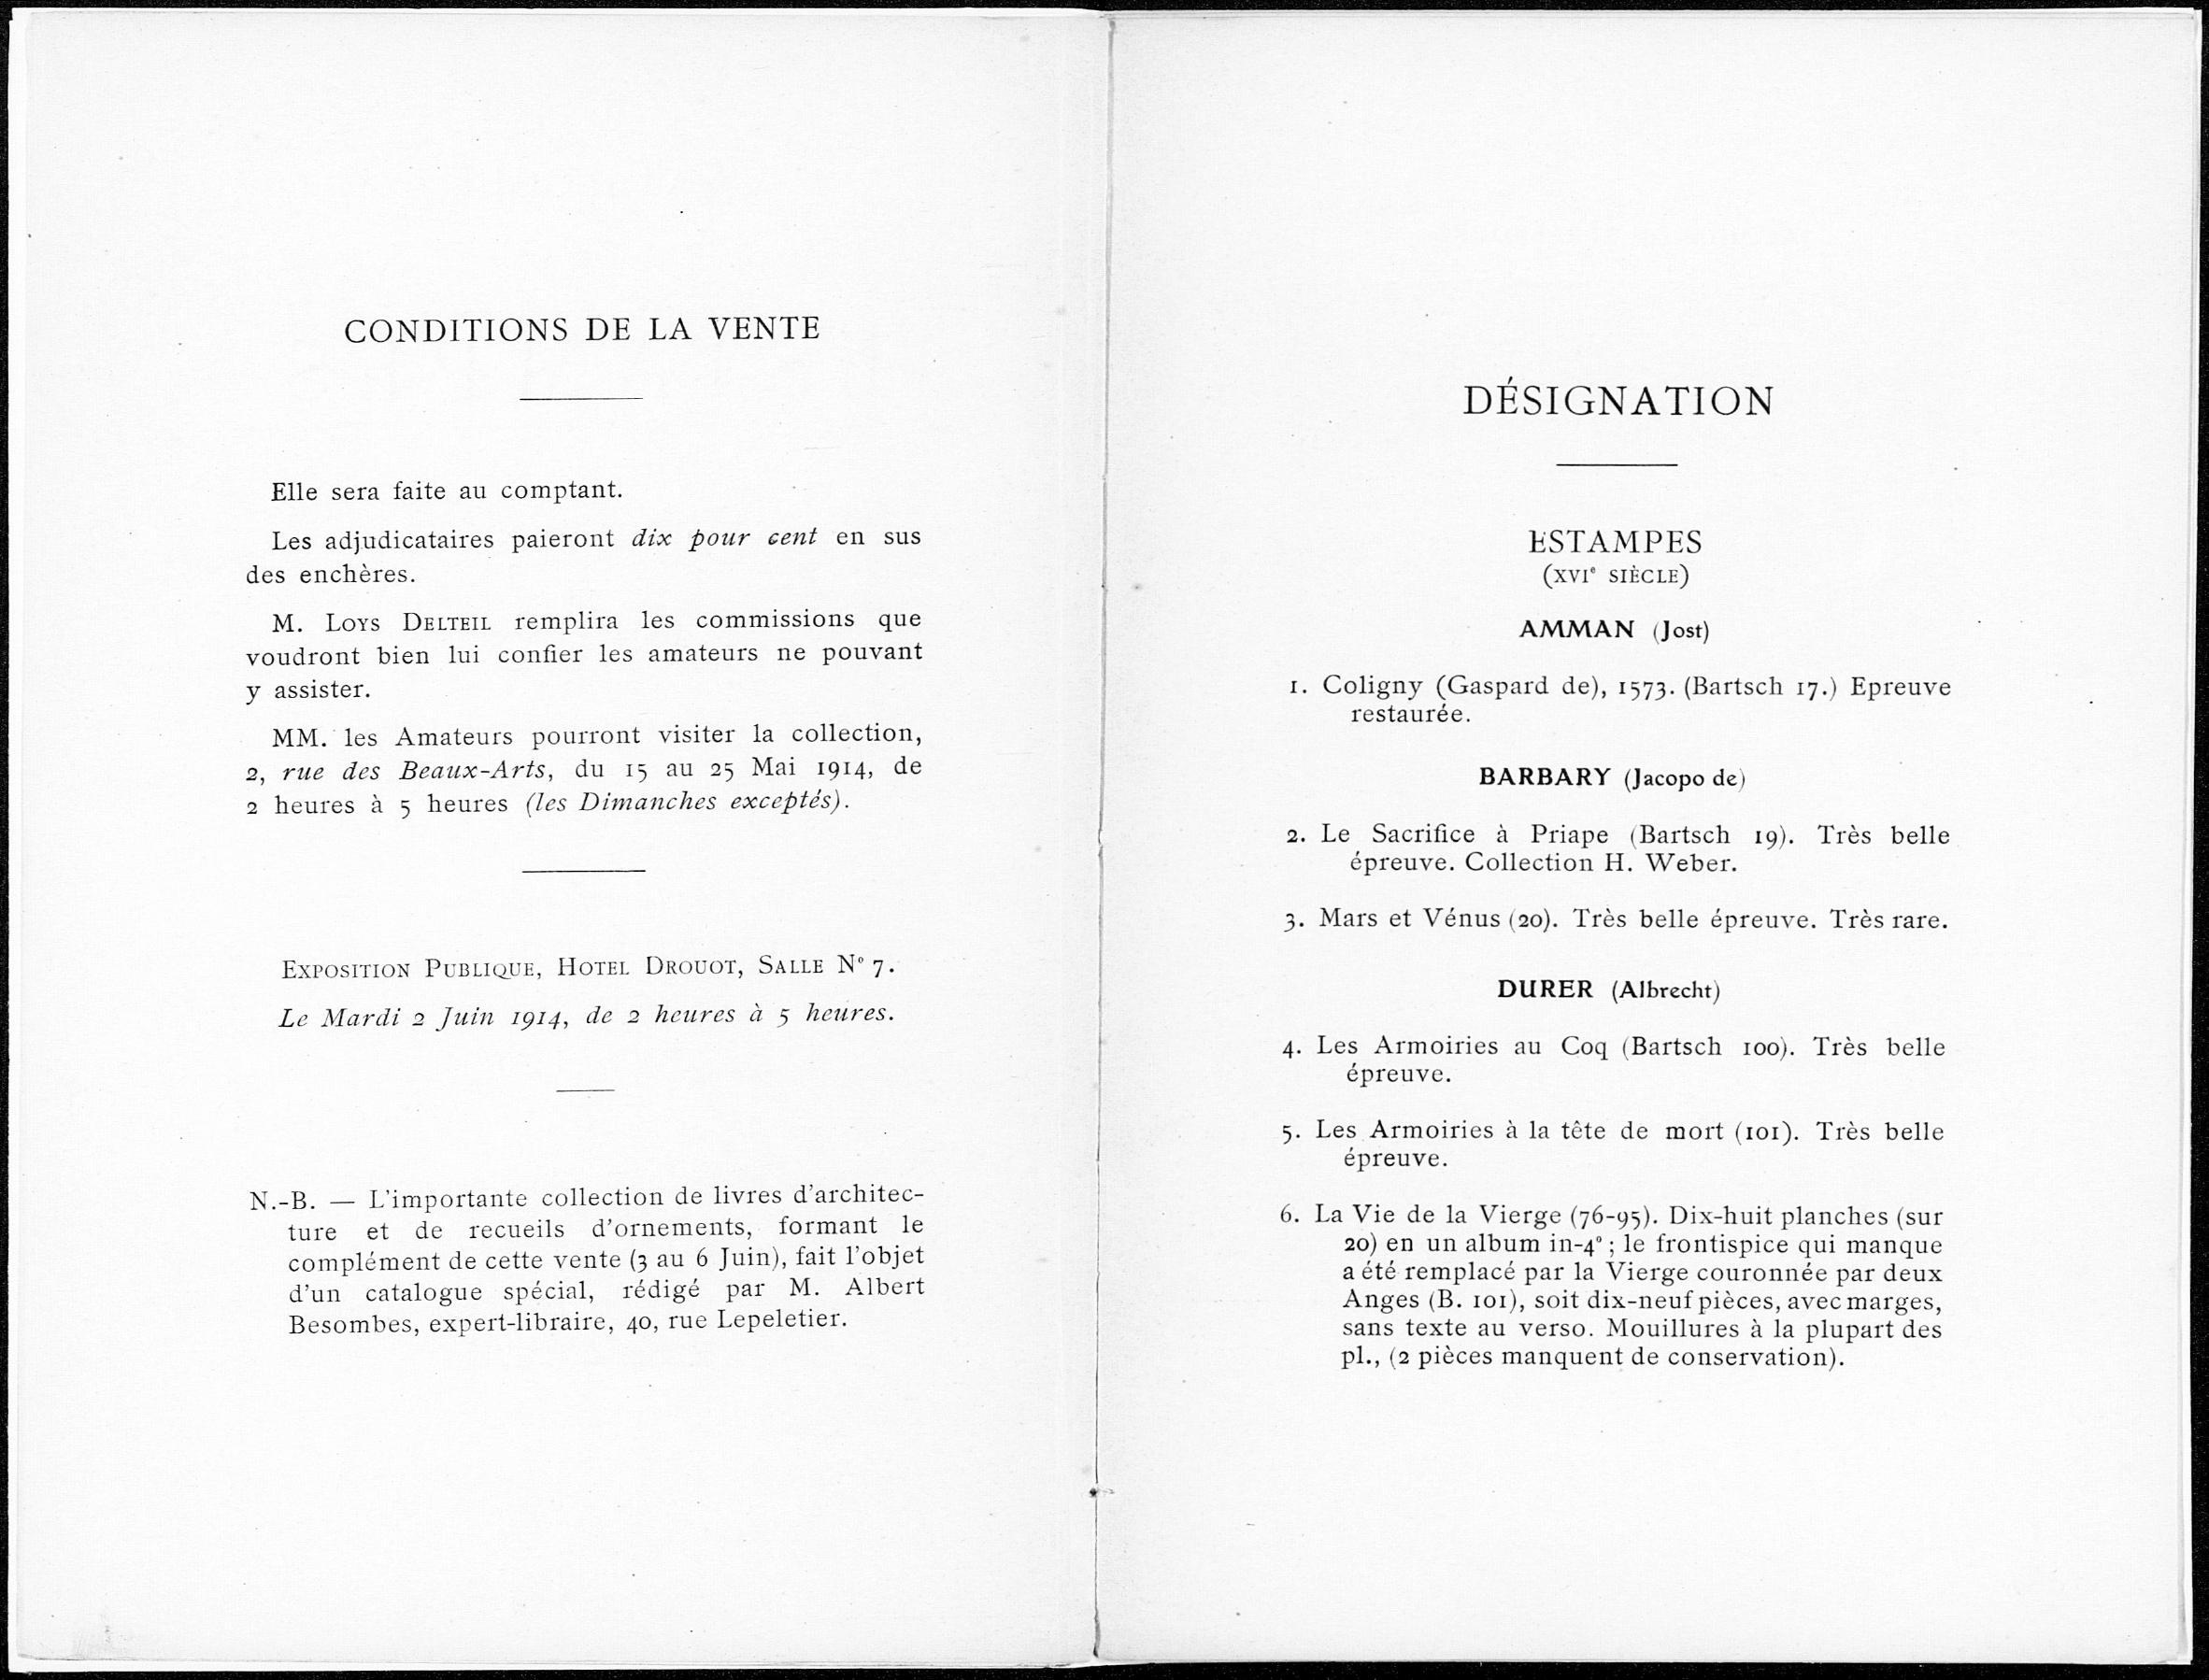 CONDITIONS DE LA VENTE
Elle sera faite au comptant.
Les adjudicataires paieront dix pour cent en sus
des enchères.
M. LOYS DELTEIL remplira les commissions que
voudront bien lui confier les amateurs ne pouvant
y assister.
MM. les Amateurs pourront visiter la collection,
2, rue des Beaux-Arts, du 15 au 25 Mai 1914, de
2 heures à 5 heures (les Dimanches exceptés).
EXPOSITION PUBLIQUE, HOTEL DROUOT, SALLE N° 7.
Le Mardi 2 Juin 1914, de 2 heures à 5 heures.
N.-B. — L'importante collection de livres d'architec-
ture et de recueils d'ornements, formant le
complément de cette vente (3 au 6 Juin), fait l'objet
d'un catalogue spécial, rédigé par M. Albert
Besombes, expert-libraire, 40, rue Lepeletier.
DÉSIGNATION
ESTAMPES
(XVIe SIÈCLE)
AMMAN (Jost)
1. Coligny (Gaspard de), 1573. (Bartsch 17.) Epreuve
restaurée.
BARBARY (Jacopo de)
2. Le Sacrifice à Priape (Bartsch 19). Très belle
épreuve. Collection H. Weber.
3. Mars et Vénus (20). Très belle épreuve. Très rare.
DURER (Albrecht)
4. Les Armoiries au Coq (Bartsch 100). Très belle
épreuve.
5. Les Armoiries à la tête de mort (101). Très belle
épreuve.
6. La Vie de la Vierge (76-95). Dix-huit planches (sur
20) en un album in-4° ; le frontispice qui manque
a été remplacé par la Vierge couronnée par deux
Anges (B. 101), soit dix-neuf pièces, avec marges,
sans texte au verso. Mouillures à la plupart des
pl., (2 pièces manquent de conservation).